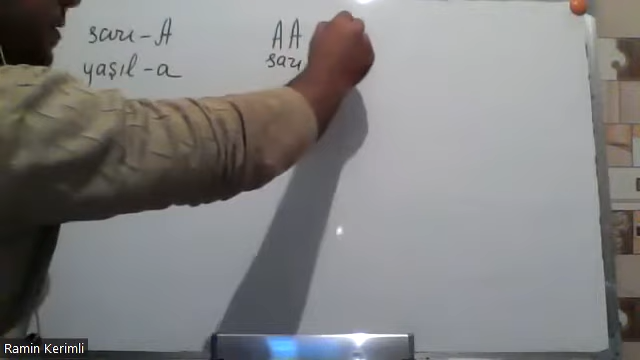 sarı - A
yaşıl - a
AA
sarı
Ramin Kerimli